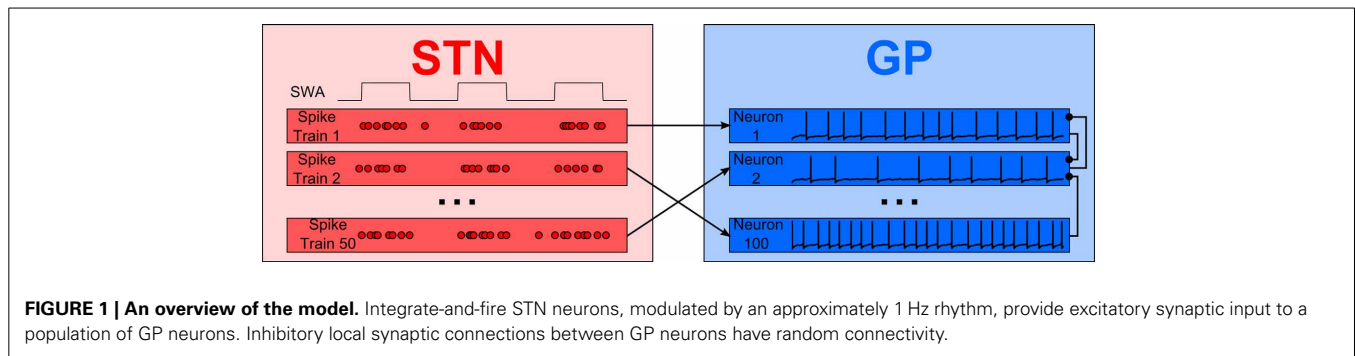 STN
GP
SWA
Spike
Train 1
Neuron
1
Spike
Train 2
Neuron
2
...
...
Spike
Train 50
Neuron
100
FIGURE 1 | An overview of the model. Integrate-and-fire STN neurons, modulated by an approximately 1 Hz rhythm, provide excitatory synaptic input to a
population of GP neurons. Inhibitory local synaptic connections between GP neurons have random connectivity.